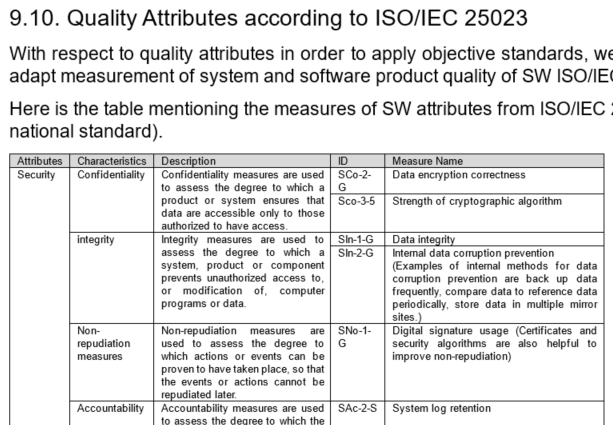 9.10. Quality Attributes according to ISO/IEC 25023
With respect to quality attributes in order to apply objective standards, we
adapt measurement of system and software product quality of SW ISO/IEC
Here is the table mentioning the measures of SW attributes from ISO/IEC 2
national standard).
Attributes Characteristics Description ID Measure Name
Security Confidentiality Confidentiality measures are used
to assess the degree to which a
product or system ensures that
data are accessible only to those
authorized to have access.
SCo-2-
G
Data encryption correctness
Sco-3-5 Strength of cryptographic algorithm
integrity Integrity measures are used to
assess the degree to which a
system, product or component
prevents unauthorized access to,
or modification of, computer
programs or data.
SIn-1-G Data integrity
SIn-2-G Internal data corruption prevention
(Examples of internal methods for data
corruption prevention are back up data
frequently, compare data to reference data
periodically, store data in multiple mirror
sites.)
Non-
repudiation
measures
Non-repudiation measures are
used to assess the degree to
which actions or events can be
proven to have taken place, so that
the events or actions cannot be
repudiated later.
SNo-1-
G
Digital signature usage (Certificates and
security algorithms are also helpful to
improve non-repudiation)
Accountability Accountability measures are used
to assess the degree to which the
SAc-2-S System log retention